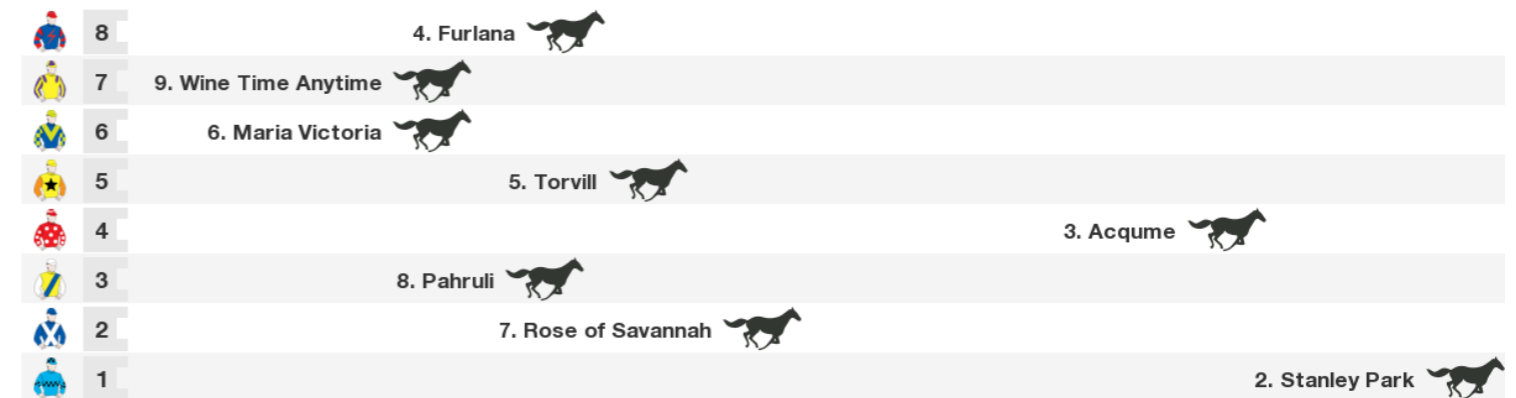 8 4. Furlana
7 9. Wine Time Anytime
6 6. Maria Victoria
5 5. Torvill
4 3. Acqume
3 8. Pahruli
2 7. Rose of Savannah
1 2. Stanley Park